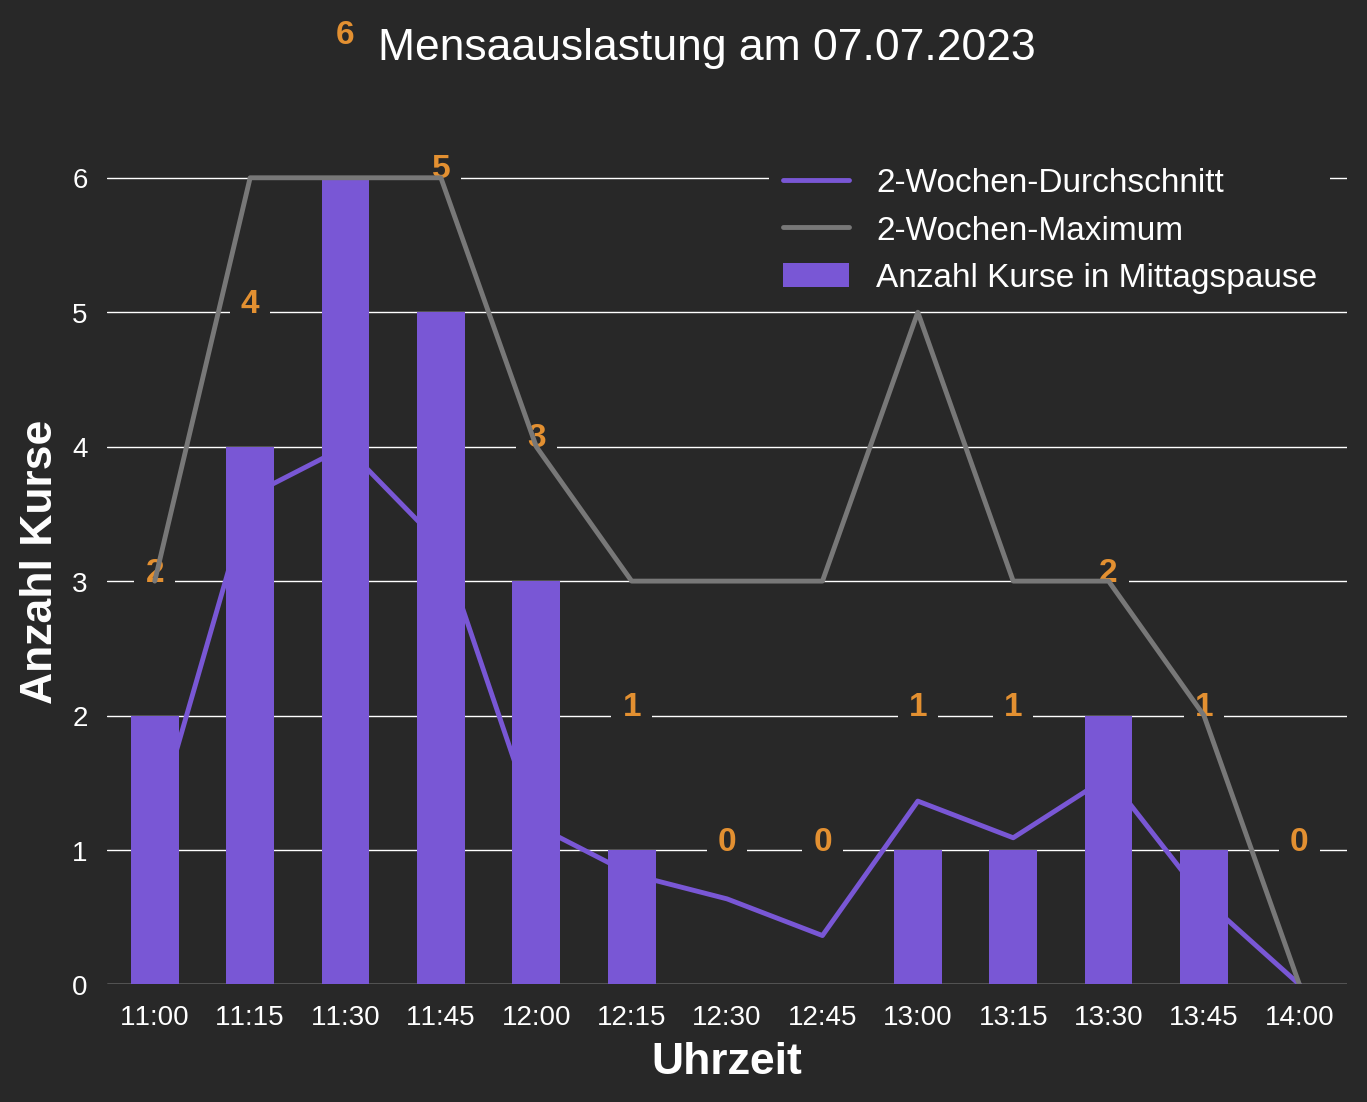 6 Mensaauslastung am 07.07.2023
2-Wochen-Durchschnitt
2-Wochen-Maximum
Anzahl Kurse in Mittagspause
Anzahl Kurse
6
5
4
3
2
1
0
2
4
5
3
1
0
0
1
1
2
1
0
11:00 11:15 11:30 11:45 12:00 12:15 12:30 12:45 13:00 13:15 13:30 13:45 14:00
Uhrzeit